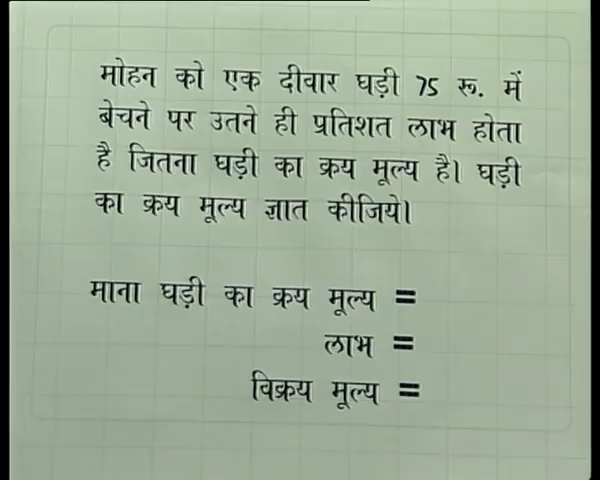 मोहन को एक दीवार घड़ी 75 रू. में
बेचने पर उतने ही प्रतिशत लाभ होता
है जितना घड़ी का क्रय मूल्य है। घड़ी
का क्रय मूल्य ज्ञात कीजिये।
माना घड़ी का क्रय मूल्य =
लाभ =
विक्रय मूल्य =